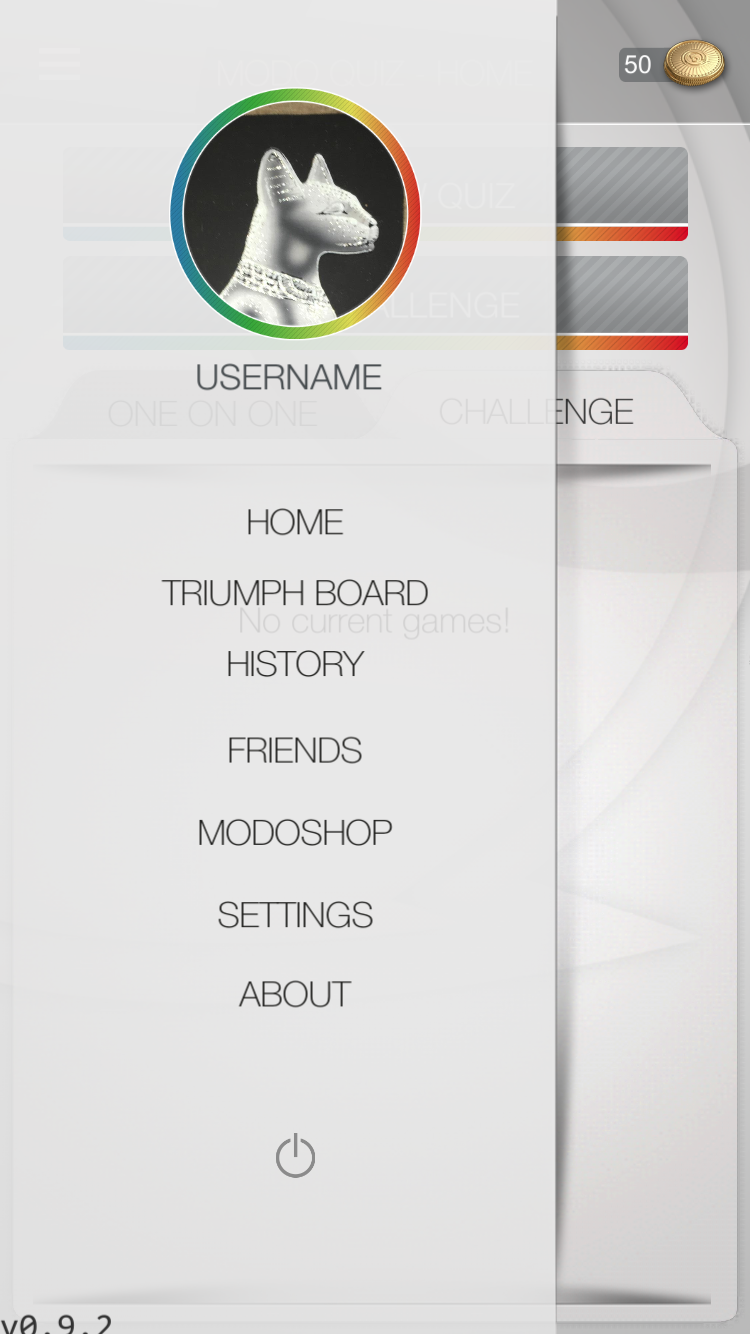 50
QUIZ
CHALLENGE
USERNAME
ONE ON ONE
CHALLENGE
HOME
TRIUMPH BOARD
No current games!
HISTORY
FRIENDS
MODOSHOP
SETTINGS
ABOUT
v0.9.2